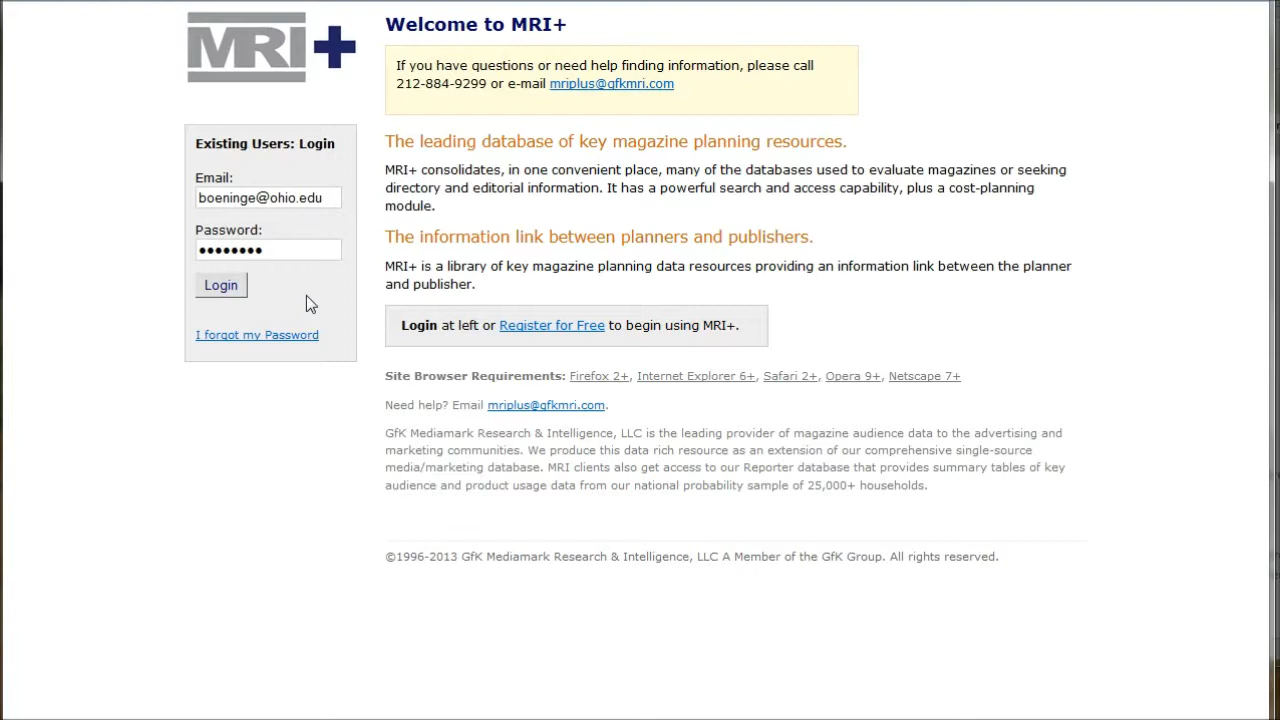 MRI+
Welcome to MRI+
If you have questions or need help finding information, please call
212-884-9299 or e-mail mriplus@gfkmri.com
Existing Users: Login
Email:
boeninge@ohio.edu
Password:
••••••••
Login
I forgot my Password
The leading database of key magazine planning resources.
MRI+ consolidates, in one convenient place, many of the databases used to evaluate magazines or seeking
directory and editorial information. It has a powerful search and access capability, plus a cost-planning
module.
The information link between planners and publishers.
MRI+ is a library of key magazine planning data resources providing an information link between the planner
and publisher.
Login at left or Register for Free to begin using MRI+.
Site Browser Requirements: Firefox 2+, Internet Explorer 6+, Safari 2+, Opera 9+, Netscape 7+
Need help? Email mriplus@gfkmri.com.
GfK Mediamark Research & Intelligence, LLC is the leading provider of magazine audience data to the advertising and
marketing communities. We produce this data rich resource as an extension of our comprehensive single-source
media/marketing database. MRI clients also get access to our Reporter database that provides summary tables of key
audience and product usage data from our national probability sample of 25,000+ households.
©1996-2013 GfK Mediamark Research & Intelligence, LLC A Member of the GfK Group. All rights reserved.